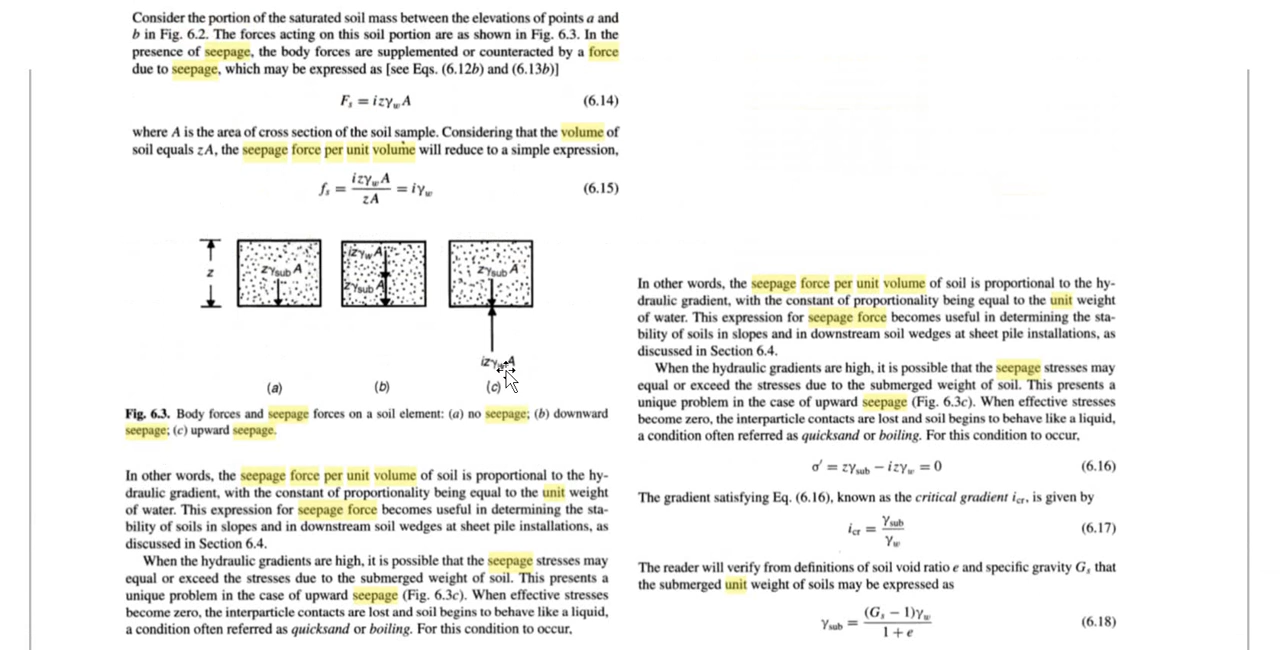 Consider the portion of the saturated soil mass between the elevations of points a and
b in Fig. 6.2. The forces acting on this soil portion are as shown in Fig. 6.3. In the
presence of seepage, the body forces are supplemented or counteracted by a force
due to seepage, which may be expressed as [see Eqs. (6.12b) and (6.13b)]
Fₛ = izγ_w A (6.14)
where A is the area of cross section of the soil sample. Considering that the volume of
soil equals zA, the seepage force per unit volume will reduce to a simple expression,
fₛ = izγ_w A / zA = iγ_w (6.15)
z
zγ_sub A
izγ_w A
zγ_sub A
zγ_sub A
izγ_w A
(a) (b) (c)
Fig. 6.3. Body forces and seepage forces on a soil element: (a) no seepage; (b) downward
seepage; (c) upward seepage.
In other words, the seepage force per unit volume of soil is proportional to the hy-
draulic gradient, with the constant of proportionality being equal to the unit weight
of water. This expression for seepage force becomes useful in determining the sta-
bility of soils in slopes and in downstream soil wedges at sheet pile installations, as
discussed in Section 6.4.
When the hydraulic gradients are high, it is possible that the seepage stresses may
equal or exceed the stresses due to the submerged weight of soil. This presents a
unique problem in the case of upward seepage (Fig. 6.3c). When effective stresses
become zero, the interparticle contacts are lost and soil begins to behave like a liquid,
a condition often referred as quicksand or boiling. For this condition to occur,
In other words, the seepage force per unit volume of soil is proportional to the hy-
draulic gradient, with the constant of proportionality being equal to the unit weight
of water. This expression for seepage force becomes useful in determining the sta-
bility of soils in slopes and in downstream soil wedges at sheet pile installations, as
discussed in Section 6.4.
When the hydraulic gradients are high, it is possible that the seepage stresses may
equal or exceed the stresses due to the submerged weight of soil. This presents a
unique problem in the case of upward seepage (Fig. 6.3c). When effective stresses
become zero, the interparticle contacts are lost and soil begins to behave like a liquid,
a condition often referred as quicksand or boiling. For this condition to occur,
σ′ = zγ_sub − izγ_w = 0 (6.16)
The gradient satisfying Eq. (6.16), known as the critical gradient i_cr, is given by
i_cr = γ_sub / γ_w (6.17)
The reader will verify from definitions of soil void ratio e and specific gravity Gₛ that
the submerged unit weight of soils may be expressed as
γ_sub = (Gₛ − 1)γ_w / 1 + e (6.18)